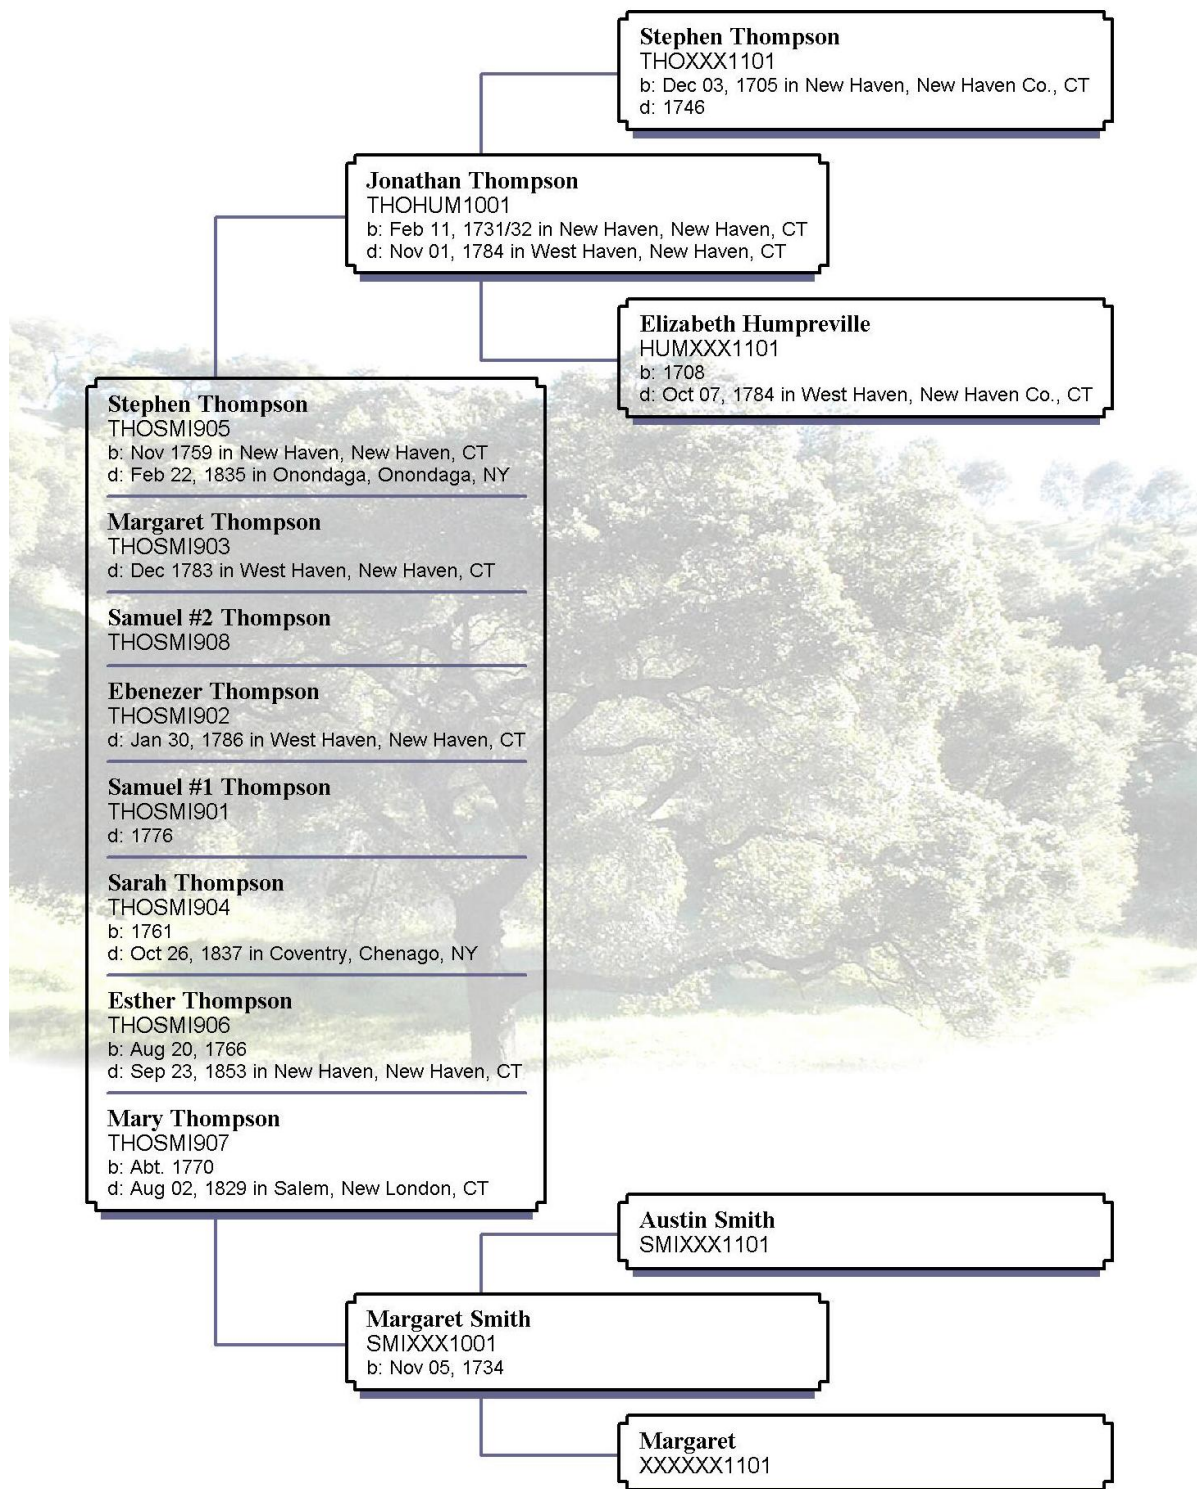 Stephen Thompson
THOXXX1101
b: Dec 03, 1705 in New Haven, New Haven Co., CT
d: 1746
Jonathan Thompson
THOHUM1001
b: Feb 11, 1731/32 in New Haven, New Haven, CT
d: Nov 01, 1784 in West Haven, New Haven, CT
Elizabeth Humpreville
HUMXXX1101
b: 1708
d: Oct 07, 1784 in West Haven, New Haven Co., CT
Stephen Thompson
THOSMI905
b: Nov 1759 in New Haven, New Haven, CT
d: Feb 22, 1835 in Onondaga, Onondaga, NY
Margaret Thompson
THOSMI903
d: Dec 1783 in West Haven, New Haven, CT
Samuel #2 Thompson
THOSMI908
Ebenezer Thompson
THOSMI902
d: Jan 30, 1786 in West Haven, New Haven, CT
Samuel #1 Thompson
THOSMI901
d: 1776
Sarah Thompson
THOSMI904
b: 1761
d: Oct 26, 1837 in Coventry, Chenago, NY
Esther Thompson
THOSMI906
b: Aug 20, 1766
d: Sep 23, 1853 in New Haven, New Haven, CT
Mary Thompson
THOSMI907
b: Abt. 1770
d: Aug 02, 1829 in Salem, New London, CT
Austin Smith
SMIXXX1101
Margaret Smith
SMIXXX1001
b: Nov 05, 1734
Margaret
XXXXXX1101